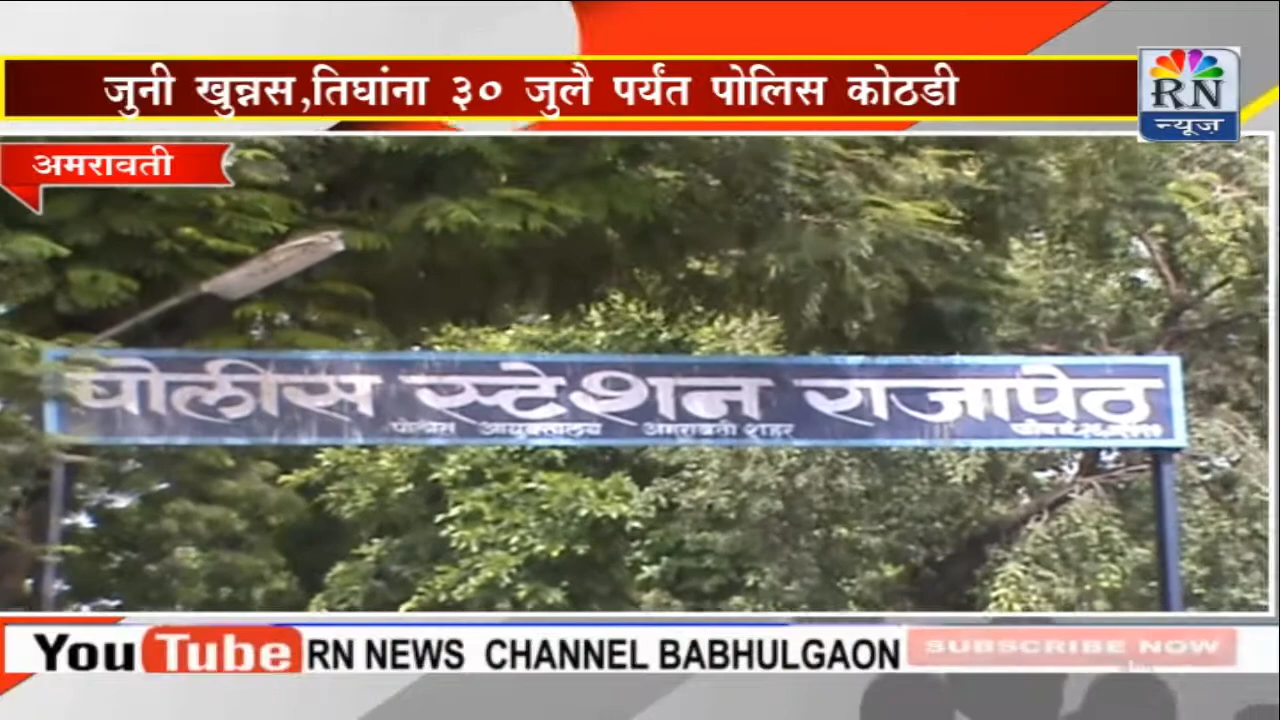 जुनी खुन्नस,तिघांना ३० जुलै पर्यंत पोलिस कोठडी
RN
न्यूज़
अमरावती
पोलीस स्टेशन राजापेठ
पोलीस आयुक्तालय अमरावती शहर
YouTube RN NEWS CHANNEL BABHULGAON SUBSCRIBE NOW